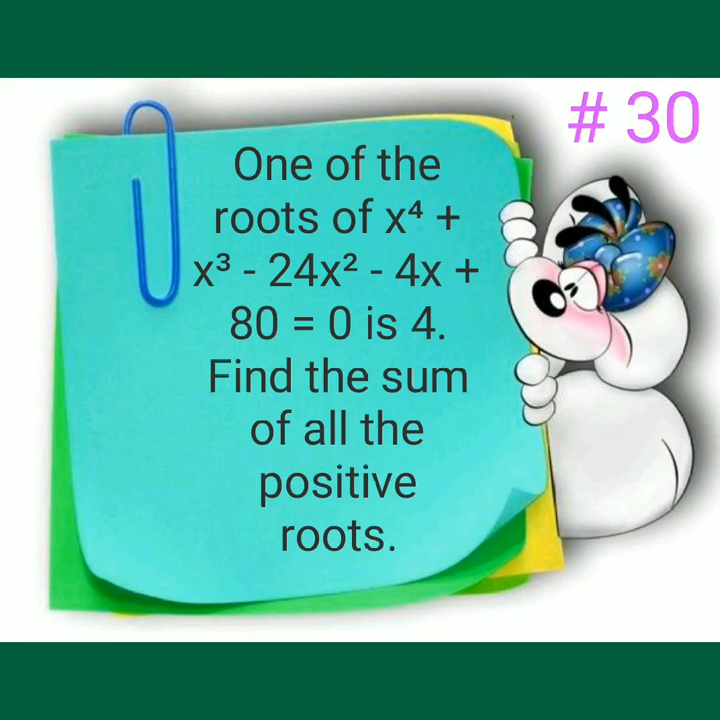 # 30
One of the
roots of x⁴ +
x³ - 24x² - 4x +
80 = 0 is 4.
Find the sum
of all the
positive
roots.